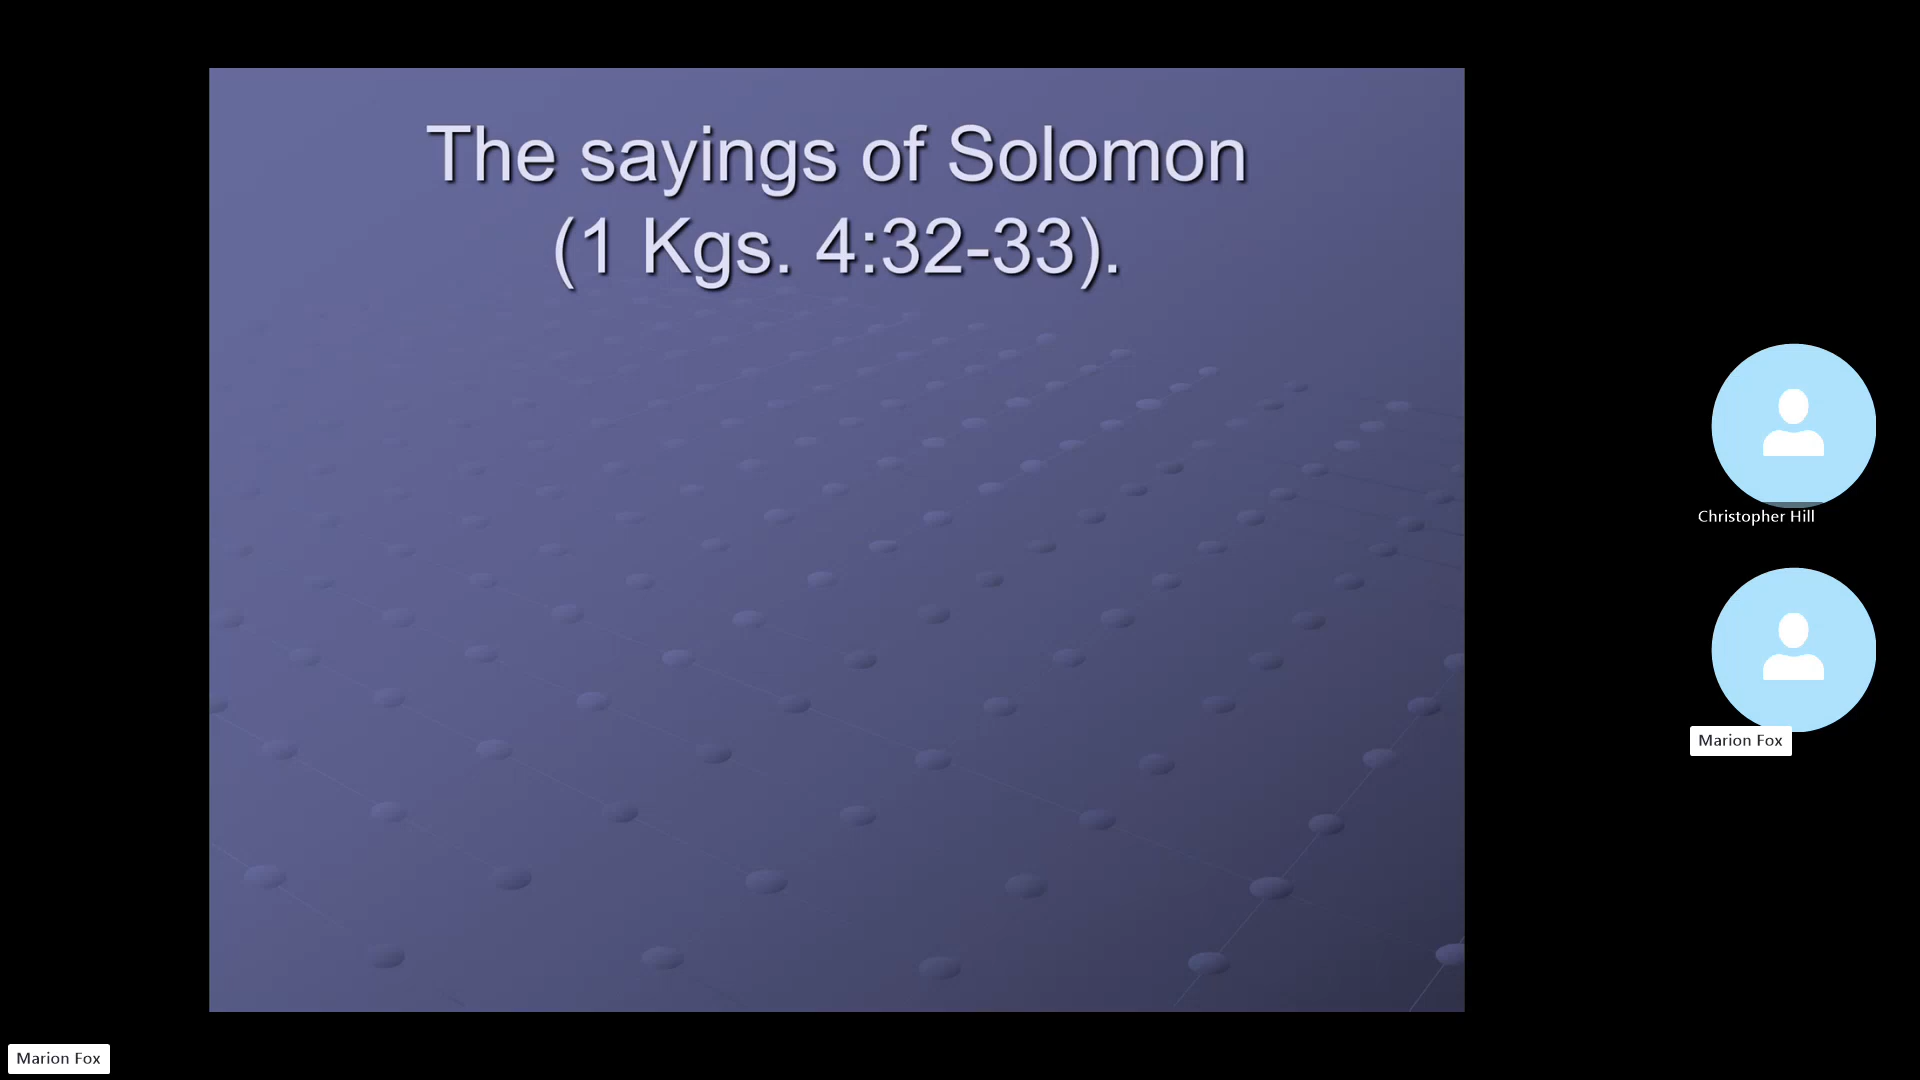 The sayings of Solomon
(1 Kgs. 4:32-33).
Christopher Hill
Marion Fox
Marion Fox